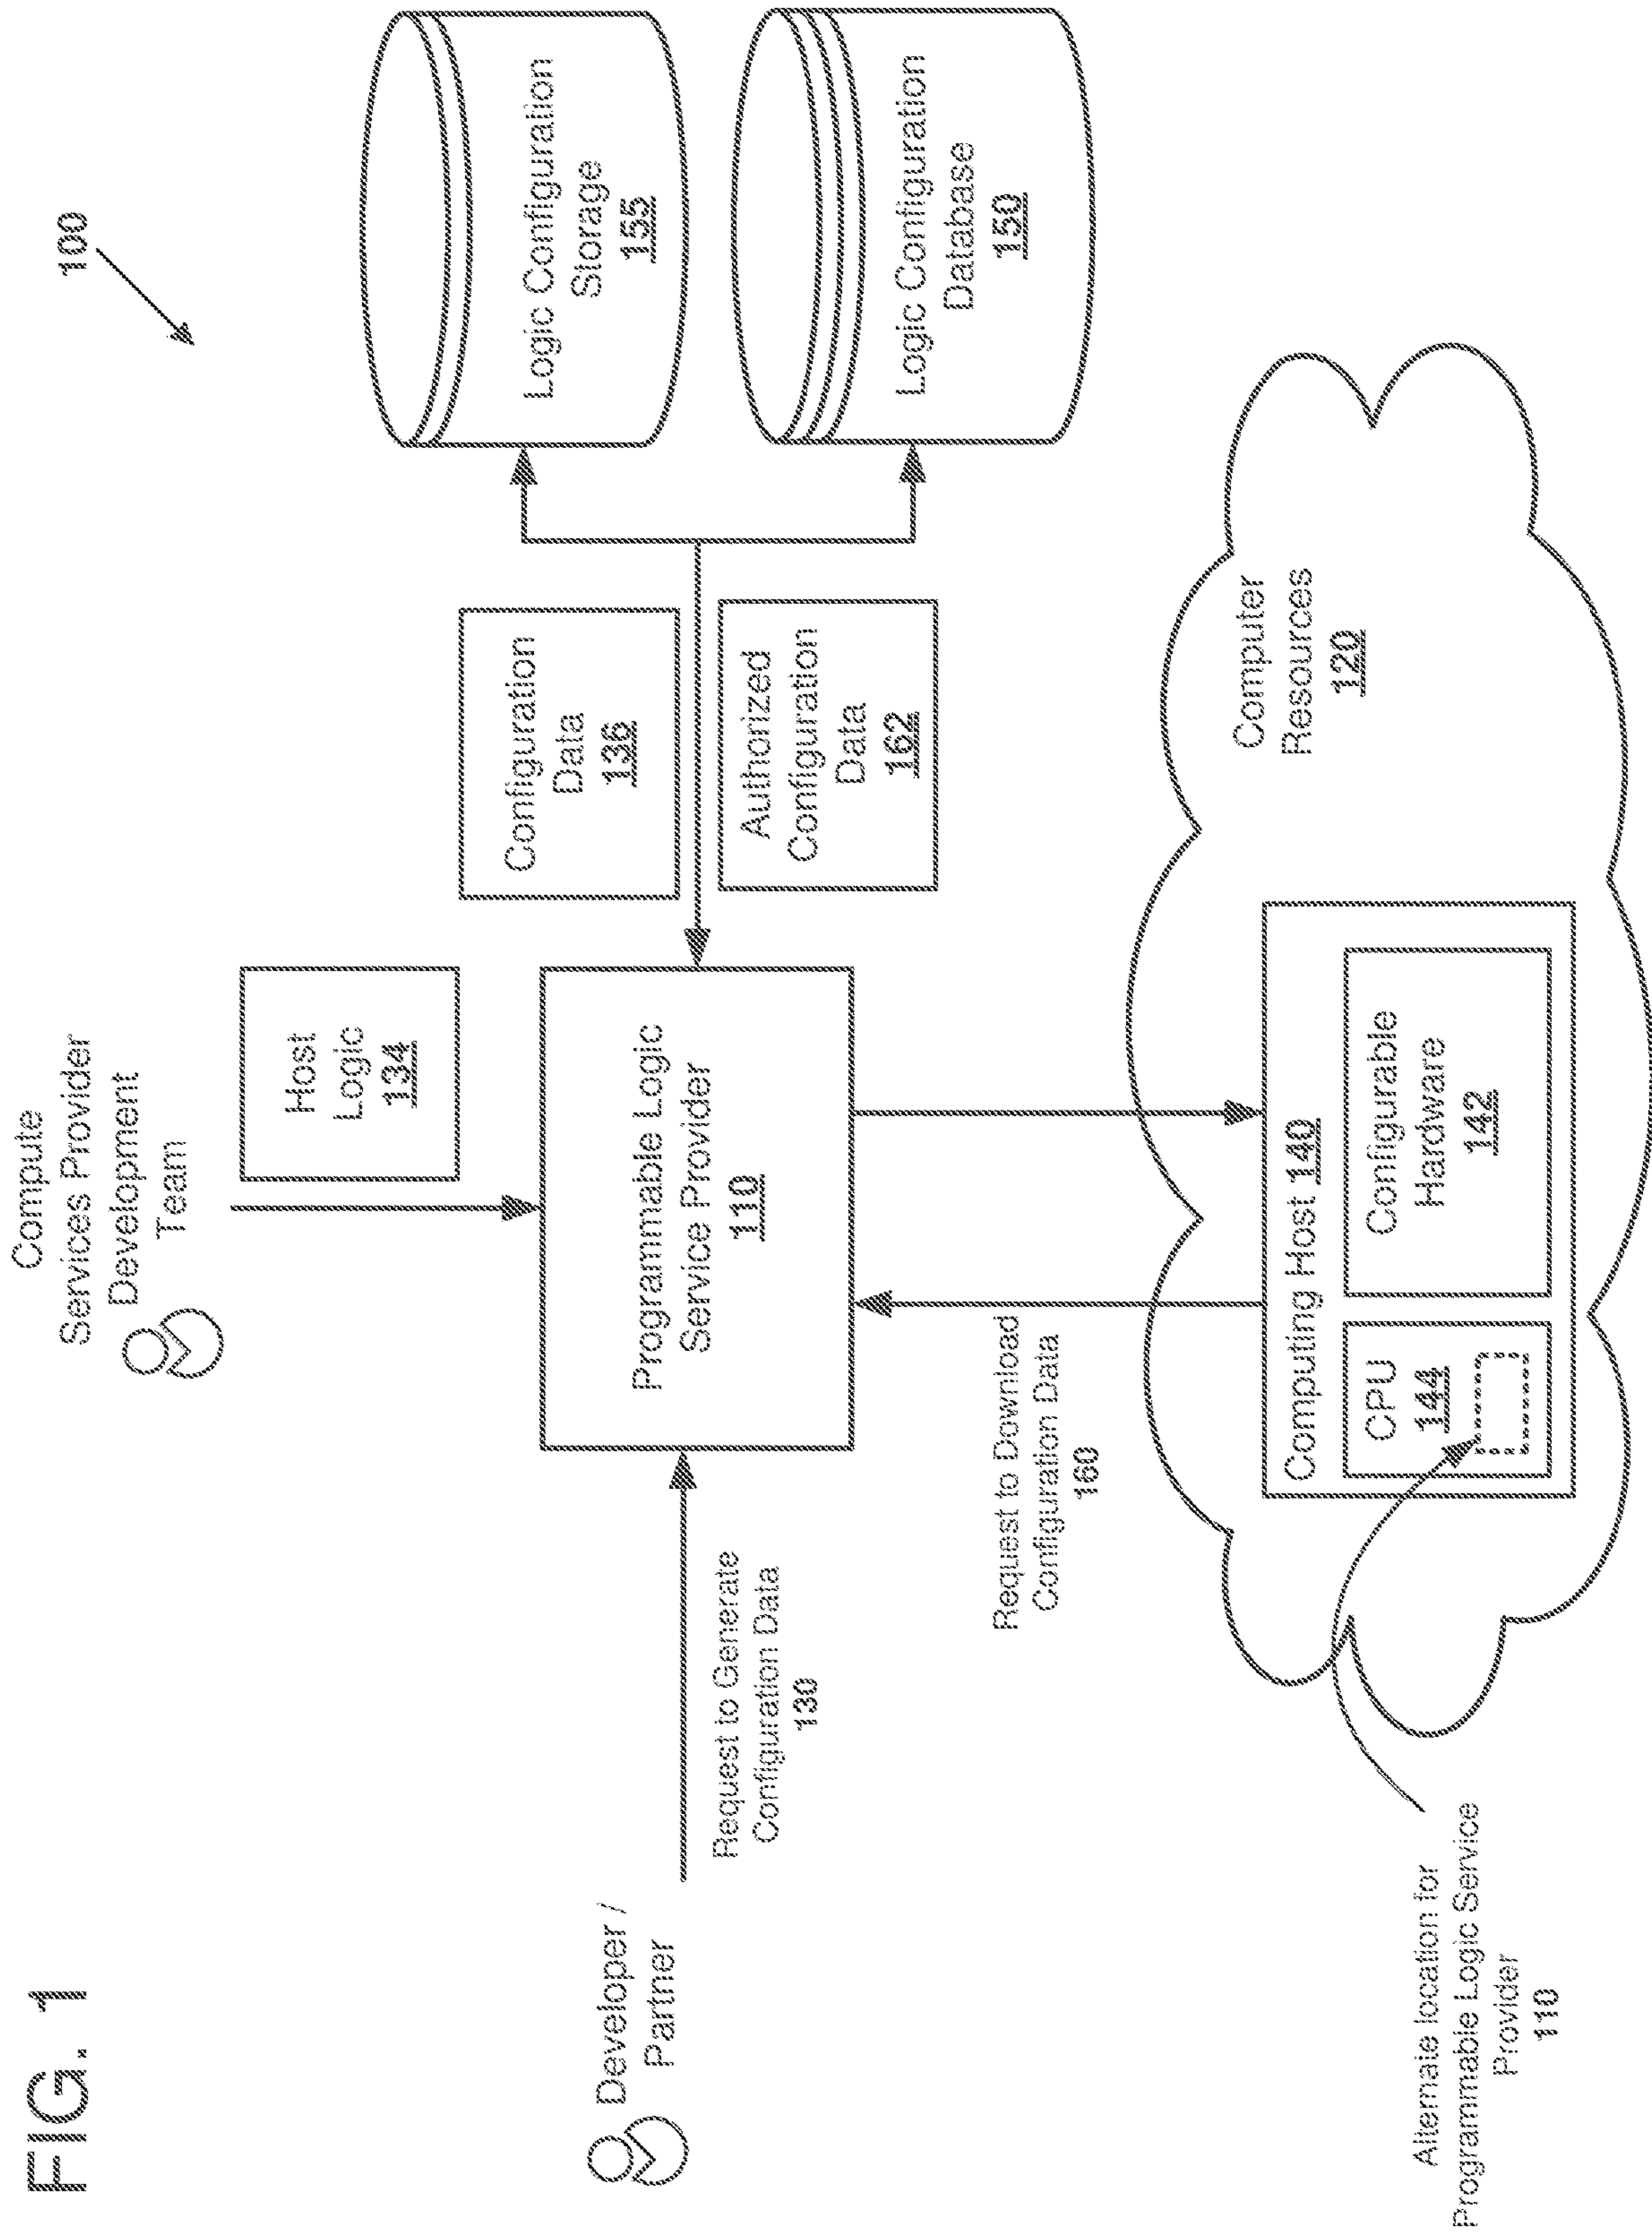 FIG. 1
100
Compute
Services Provider
Development
Team
Host
Logic
134
Developer /
Partner
Request to Generate
Configuration Data
130
Programmable Logic
Service Provider
110
Configuration
Data
136
Authorized
Configuration
Data
162
Logic Configuration
Storage
155
Logic Configuration
Database
150
Request to Download
Configuration Data
160
Computer
Resources
120
Computing Host 140
CPU
144
Configurable
Hardware
142
Alternate location for
Programmable Logic Service
Provider
110